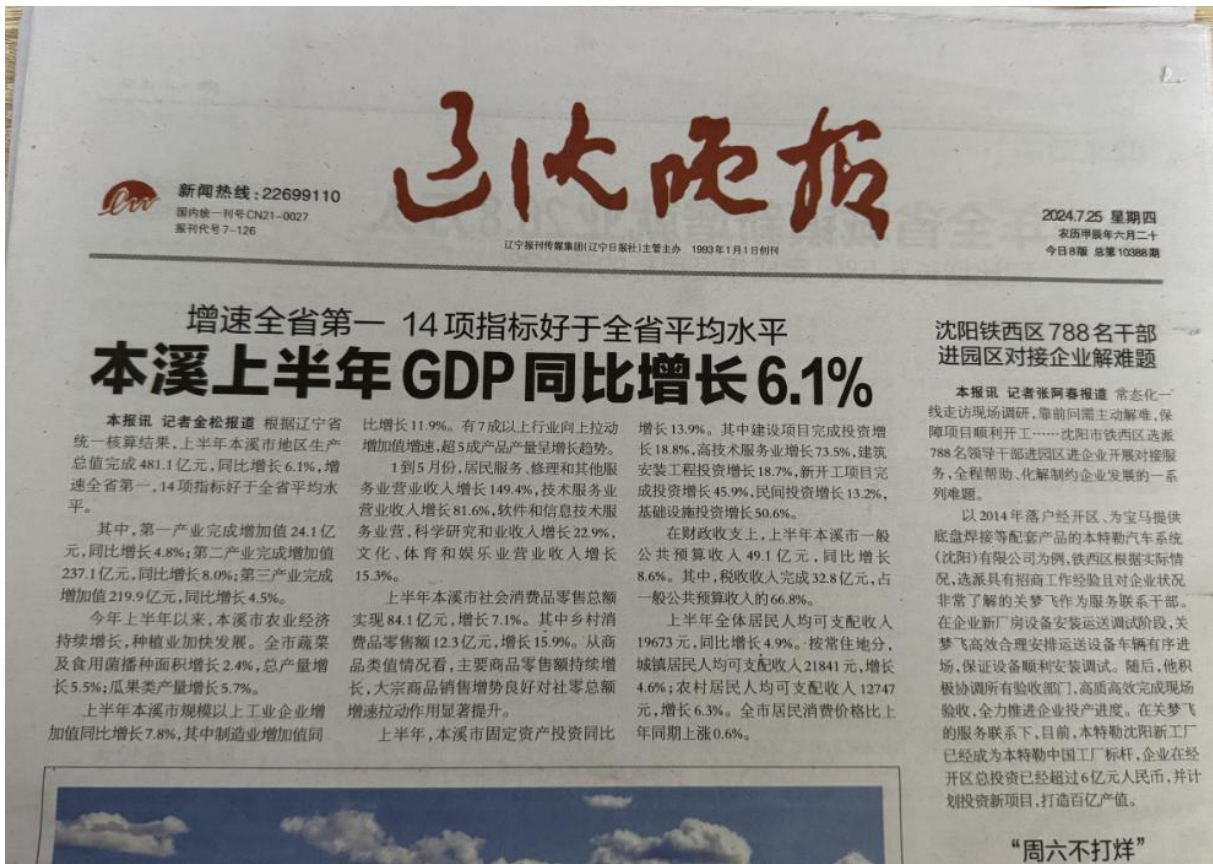 辽沈晚报
新闻热线:22699110
国内统一刊号CN21-0027
报刊代号7-126
辽宁报刊传媒集团(辽宁日报社)主管主办 1993年1月1日创刊
2024.7.25 星期四
农历甲辰年六月二十
今日8版 总第10388期
增速全省第一 14项指标好于全省平均水平
本溪上半年GDP同比增长6.1%
本报讯 记者金松报道 根据辽宁省
统一核算结果,上半年本溪市地区生产
总值完成481.1亿元,同比增长6.1%,增
速全省第一,14项指标好于全省平均水
平。
其中,第一产业完成增加值24.1亿
元,同比增长4.8%;第二产业完成增加值
237.1亿元,同比增长8.0%;第三产业完成
增加值219.9亿元,同比增长4.5%。
今年上半年以来,本溪市农业经济
持续增长,种植业加快发展。全市蔬菜
及食用菌播种面积增长2.4%,总产量增
长5.5%;瓜果类产量增长5.7%。
上半年本溪市规模以上工业企业增
加值同比增长7.8%,其中制造业增加值同
比增长11.9%。有7成以上行业向上拉动
增加值增速,超5成产品产量呈增长趋势。
1到5月份,居民服务、修理和其他服
务业营业收入增长149.4%,技术服务业
营业收入增长81.6%,软件和信息技术服
务业营,科学研究和业收入增长22.9%,
文化、体育和娱乐业营业收入增长
15.3%。
上半年本溪市社会消费品零售总额
实现84.1亿元,增长7.1%。其中乡村消
费品零售额12.3亿元,增长15.9%。从商
品类值情况看,主要商品零售额持续增
长,大宗商品销售增势良好对社零总额
增速拉动作用显著提升。
上半年,本溪市固定资产投资同比
增长13.9%。其中建设项目完成投资增
长18.8%,高技术服务业增长73.5%,建筑
安装工程投资增长18.7%,新开工项目完
成投资增长45.9%,民间投资增长13.2%,
基础设施投资增长50.6%。
在财政收支上,上半年本溪市一般
公共预算收入49.1亿元,同比增长
8.6%。其中,税收收入完成32.8亿元,占
一般公共预算收入的66.8%。
上半年全体居民人均可支配收入
19673元,同比增长4.9%。按常住地分,
城镇居民人均可支配收入21841元,增长
4.6%;农村居民人均可支配收入12747
元,增长6.3%。全市居民消费价格比上
年同期上涨0.6%。
沈阳铁西区788名干部
进园区对接企业解难题
本报讯 记者张阿春报道 常态化一
线走访现场调研,靠前问需主动解难,保
障项目顺利开工……沈阳市铁西区选派
788名领导干部进园区进企业开展对接服
务,全程帮助、化解制约企业发展的一系
列难题。
以2014年落户经开区、为宝马提供
底盘焊接等配套产品的本特勒汽车系统
(沈阳)有限公司为例,铁西区根据实际情
况,选派具有招商工作经验且对企业状况
非常了解的关梦飞作为服务联系干部。
在企业新厂房设备安装运送调试阶段,关
梦飞高效合理安排运送设备车辆有序进
场,保证设备顺利安装调试。随后,他积
极协调所有验收部门,高质高效完成现场
验收,全力推进企业投产进度。在关梦飞
的服务联系下,目前,本特勒沈阳新工厂
已经成为本特勒中国工厂标杆,企业在经
开区总投资已经超过6亿元人民币,并计
划投资新项目,打造百亿产值。
“周六不打烊”